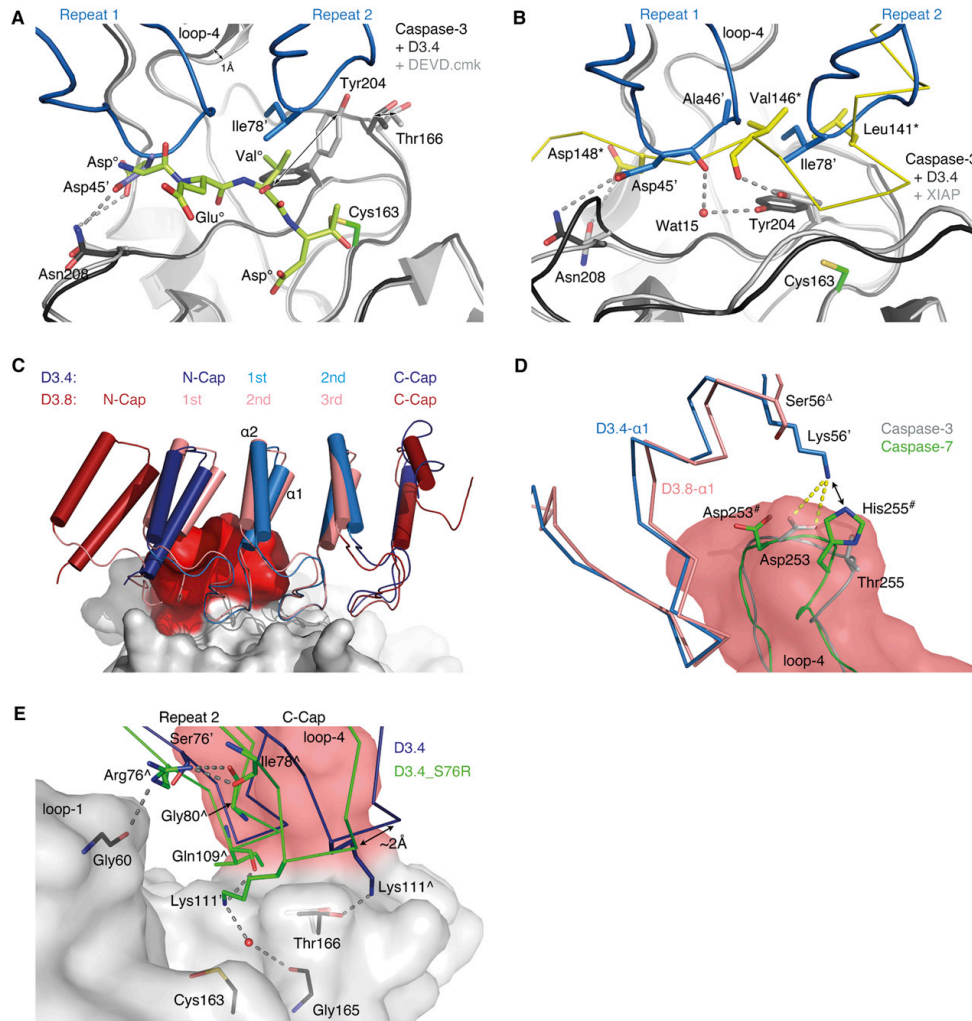 A
Repeat 1
Repeat 2
Caspase-3
+ D3.4
+ DEVD.cmk
loop-4
1Å
Tyr204
Ile78'
Thr166
Asp°
Val°
Asp45'
Glu°
Cys163
Asn208
Asp°
B
Repeat 1
Repeat 2
loop-4
Ala46'
Val146*
Leu141*
Asp148*
Ile78'
Caspase-3
+ D3.4
+ XIAP
Asp45'
Wat15
Tyr204
Asn208
Cys163
C
D3.4: N-Cap 1st 2nd C-Cap
D3.8: N-Cap 1st 2nd 3rd C-Cap
α2
α1
D
Ser56Δ
D3.4-α1
Lys56'
Caspase-3
Caspase-7
D3.8-α1
Asp253#
His255#
Asp253
Thr255
loop-4
E
Repeat 2
C-Cap
Ser76'
loop-4
D3.4
Ile78^
D3.4_S76R
Arg76^
loop-1
Gly80^
~2Å
Gly60
Gln109^
Lys111'
Lys111^
Thr166
Cys163
Gly165